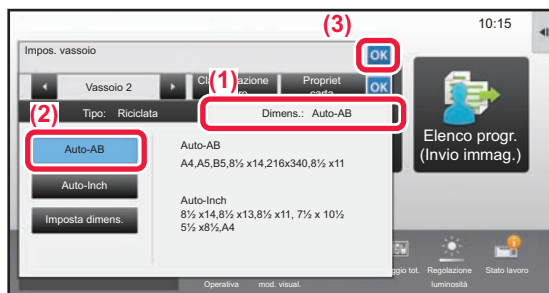 (3)
10:15
Impos. vassoio
OK
Vassoio 2
(1)
Propriet
carta
OK
(2)
Tipo: Riciclata
Dimens.: Auto-AB
Auto-AB
Auto-AB
A4,A5,B5,8½ x14,216x340,8½ x11
Auto-Inch
Auto-Inch
8½ x14,8½ x13,8½ x11, 7½ x 10½
5½ x8½,A4
Imposta dimens.
Elenco progr.
(Invio immag.)
tot.
Regolazione
luminosità
Stato lavoro
Operativa
mod. visual.